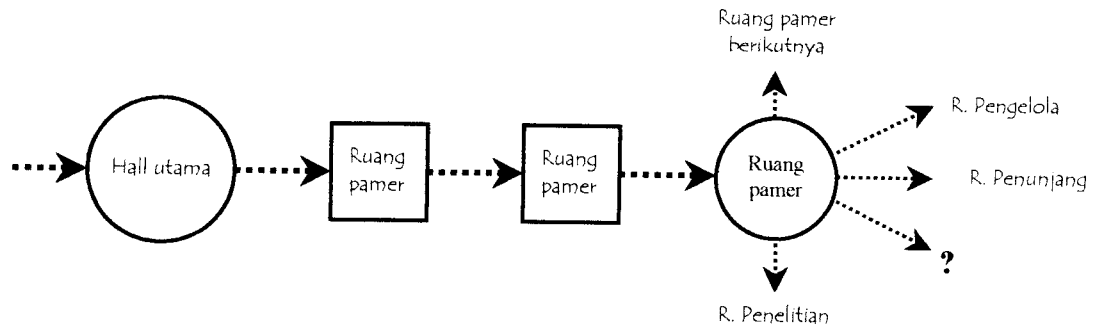 Ruang pamer
berikutnya
R. Pengelola
Hall utama
Ruang
pamer
Ruang
pamer
Ruang
pamer
R. Penunjang
?
R. Penelitian